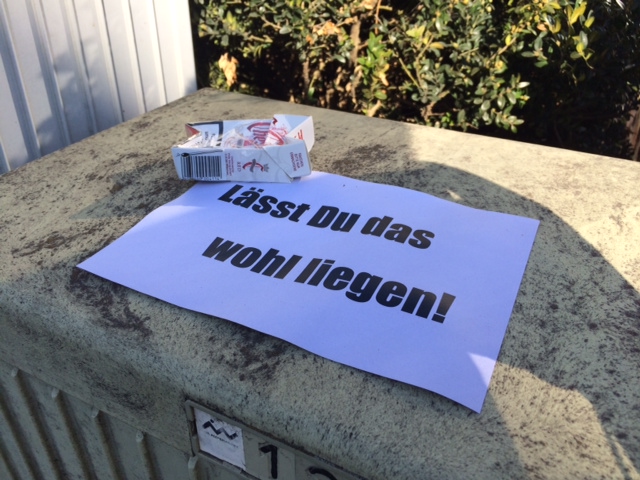 Lässt Du das
wohl liegen!